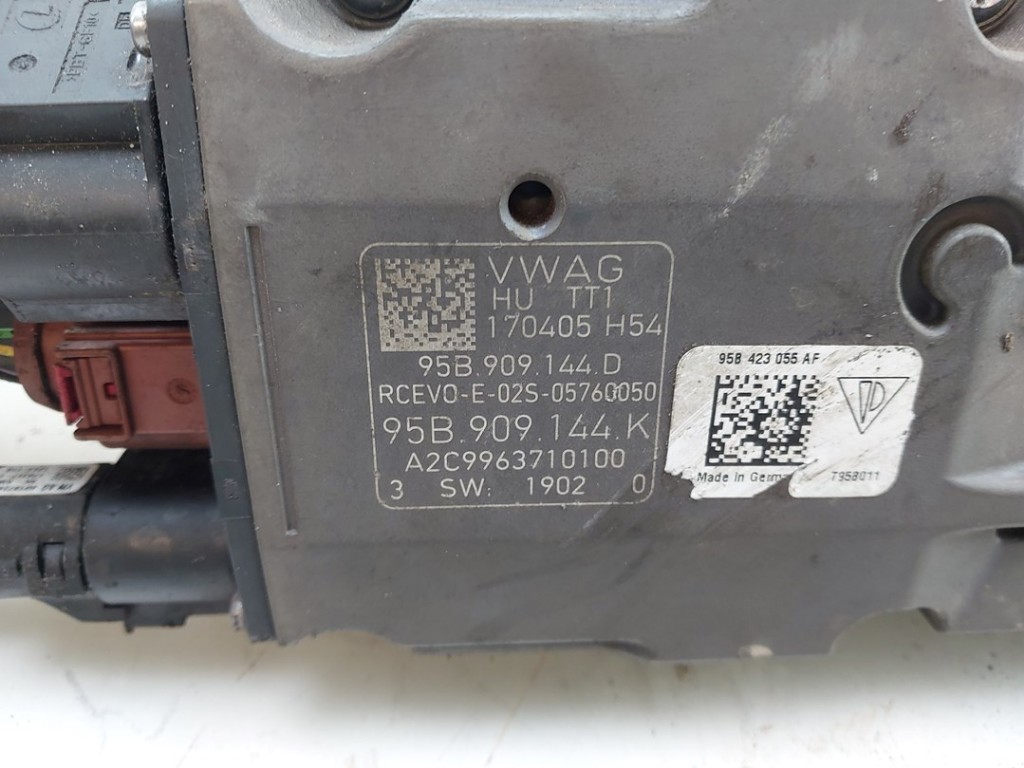 VWAG
HU TT1
170405 H54
95B.909.144.D
RCEVO-E-02S-05760050
95B.909.144.K
A2C9963710100
3 SW: 1902 0
95B 423 055 AF
Made in Germ
7958011